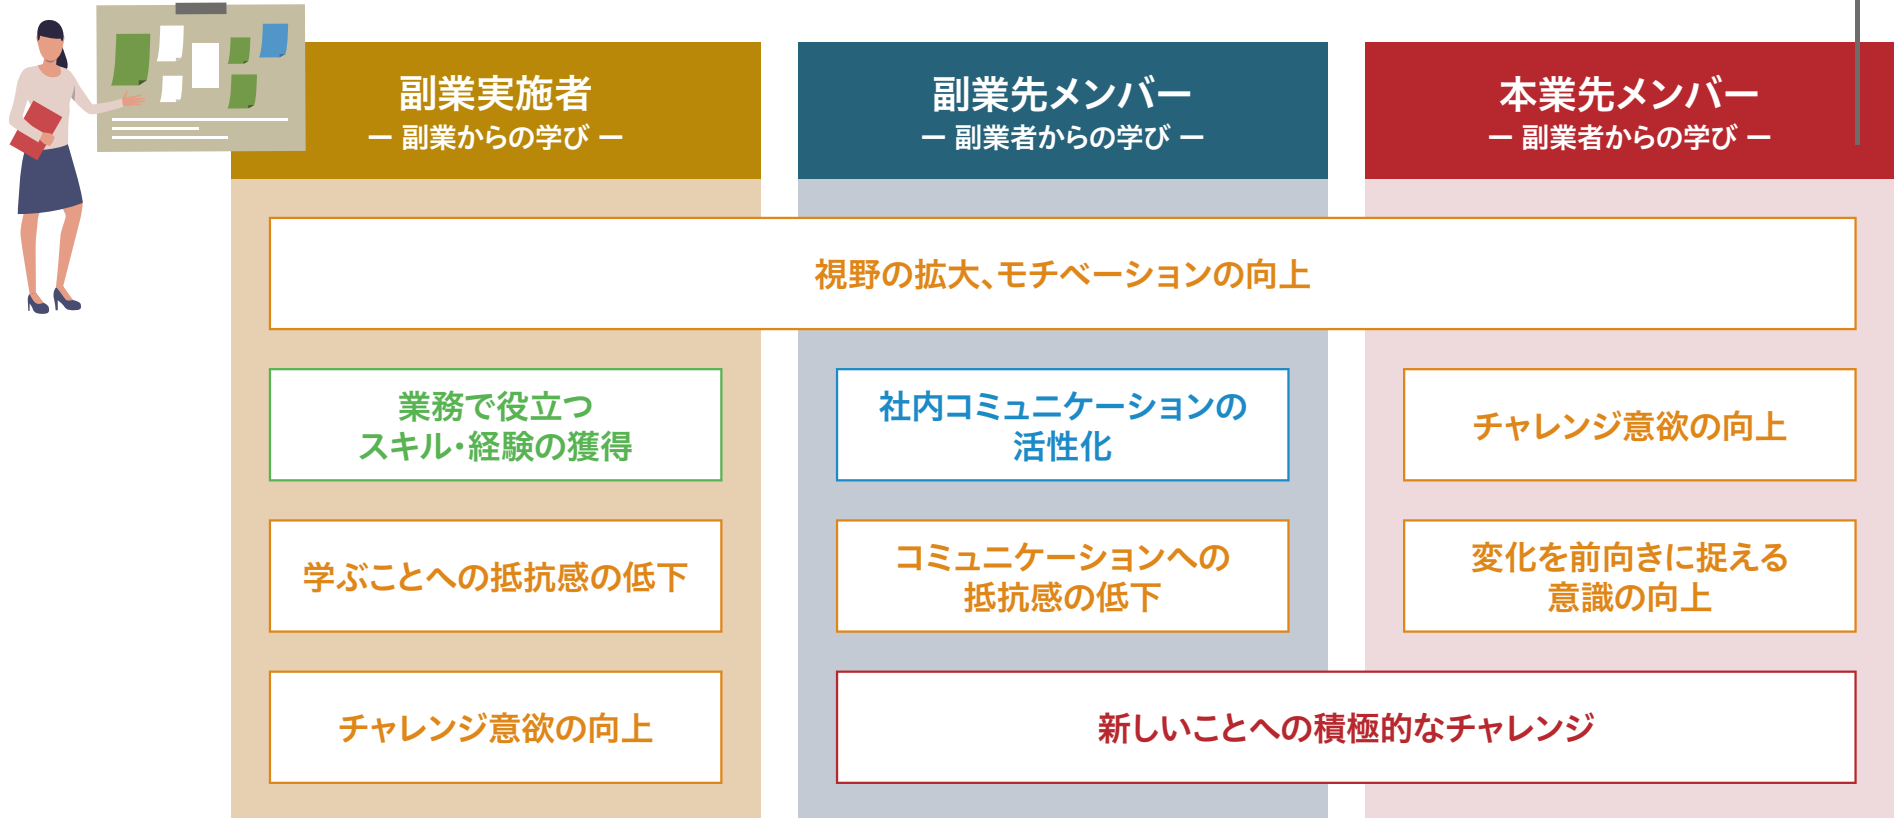 副業実施者
ー 副業からの学び ー
副業先メンバー
ー 副業者からの学び ー
本業先メンバー
ー 副業者からの学び ー
視野の拡大、モチベーションの向上
業務で役立つ
スキル・経験の獲得
社内コミュニケーションの
活性化
チャレンジ意欲の向上
学ぶことへの抵抗感の低下
コミュニケーションへの
抵抗感の低下
変化を前向きに捉える
意識の向上
チャレンジ意欲の向上
新しいことへの積極的なチャレンジ